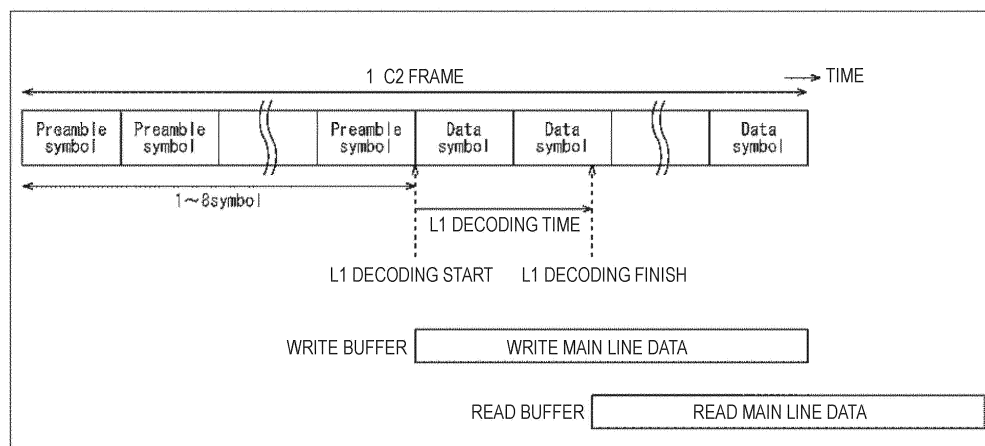 1 C2 FRAME
TIME
Preamble symbol
Preamble symbol
Preamble symbol
Data symbol
Data symbol
Data symbol
1～8symbol
L1 DECODING TIME
L1 DECODING START
L1 DECODING FINISH
WRITE BUFFER
WRITE MAIN LINE DATA
READ BUFFER
READ MAIN LINE DATA